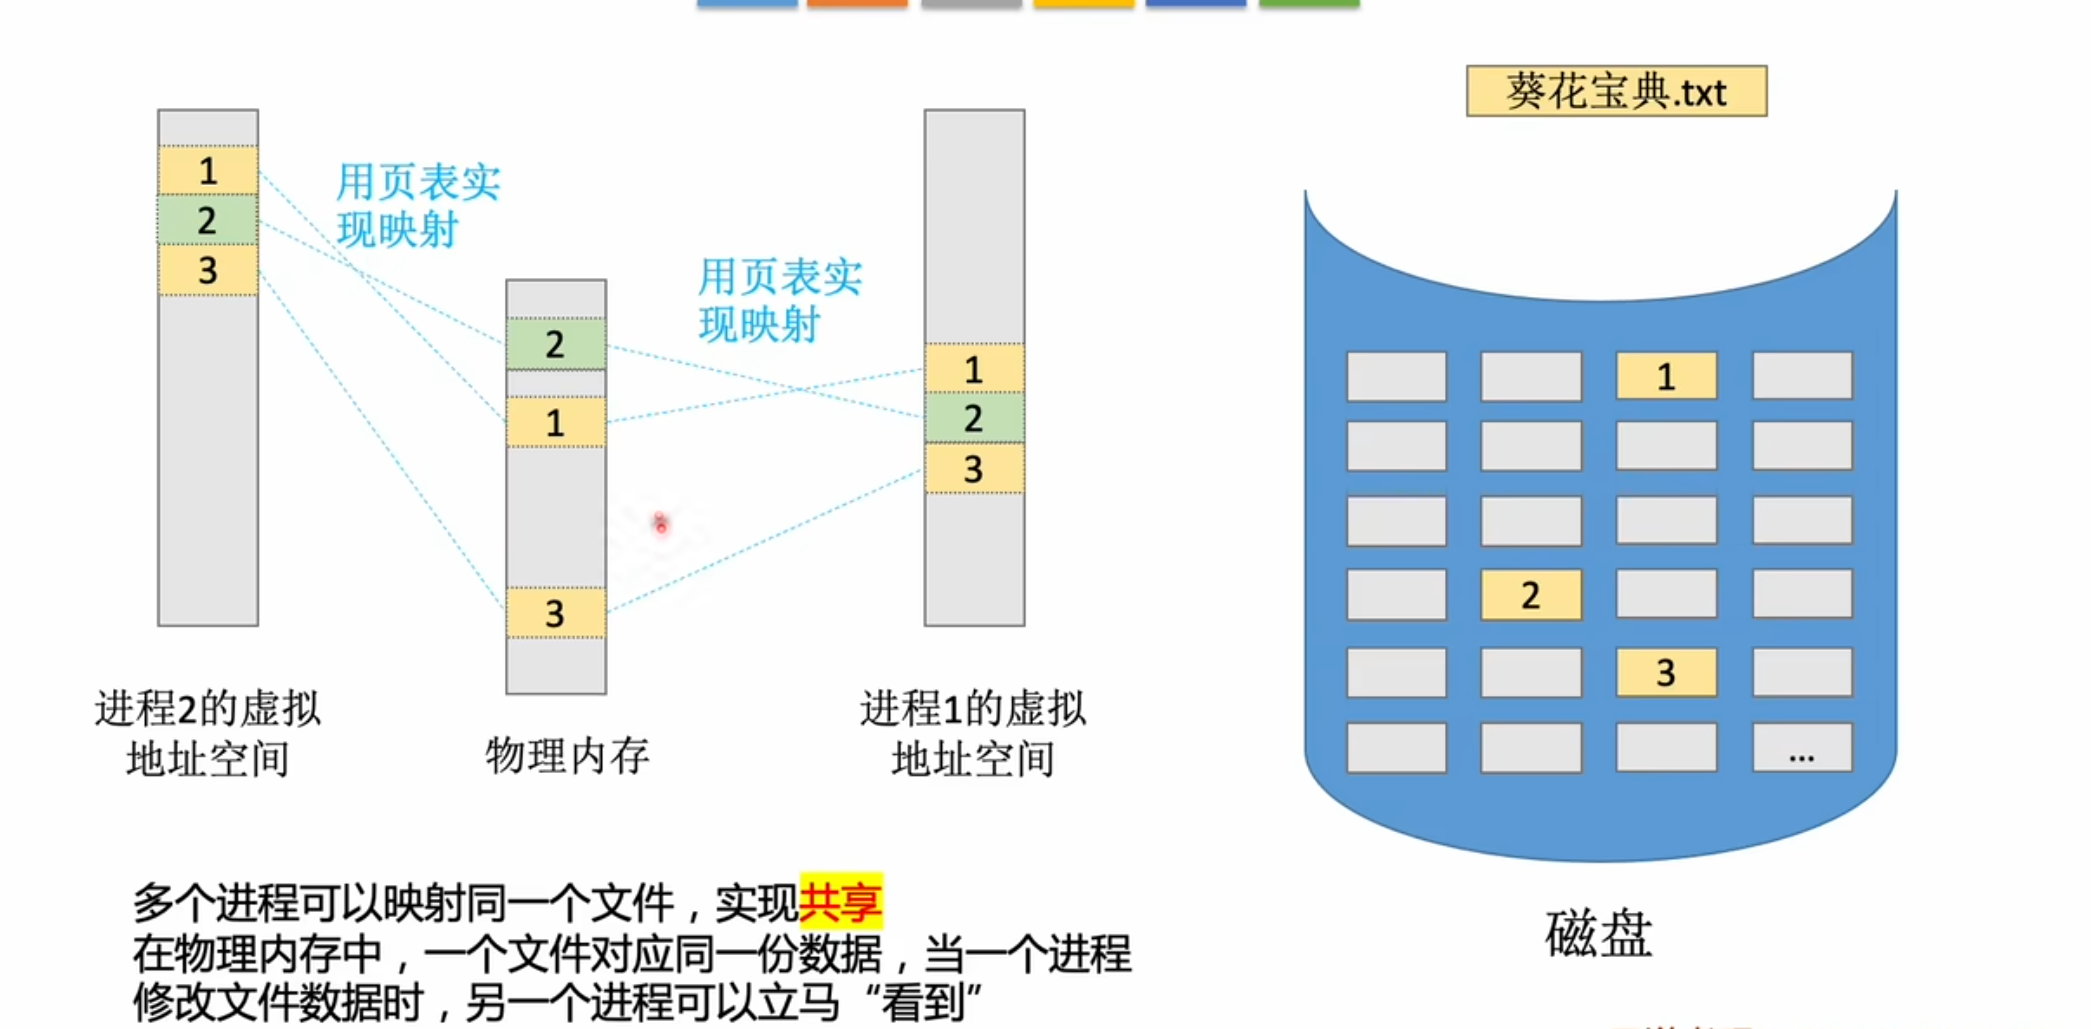 葵花宝典.txt
1
2
3
用页表实
现映射
2
1
3
用页表实
现映射
1
2
3
进程2的虚拟
地址空间
物理内存
进程1的虚拟
地址空间
1
2
3
...
磁盘
多个进程可以映射同一个文件，实现共享
在物理内存中，一个文件对应同一份数据，当一个进程
修改文件数据时，另一个进程可以立马“看到”